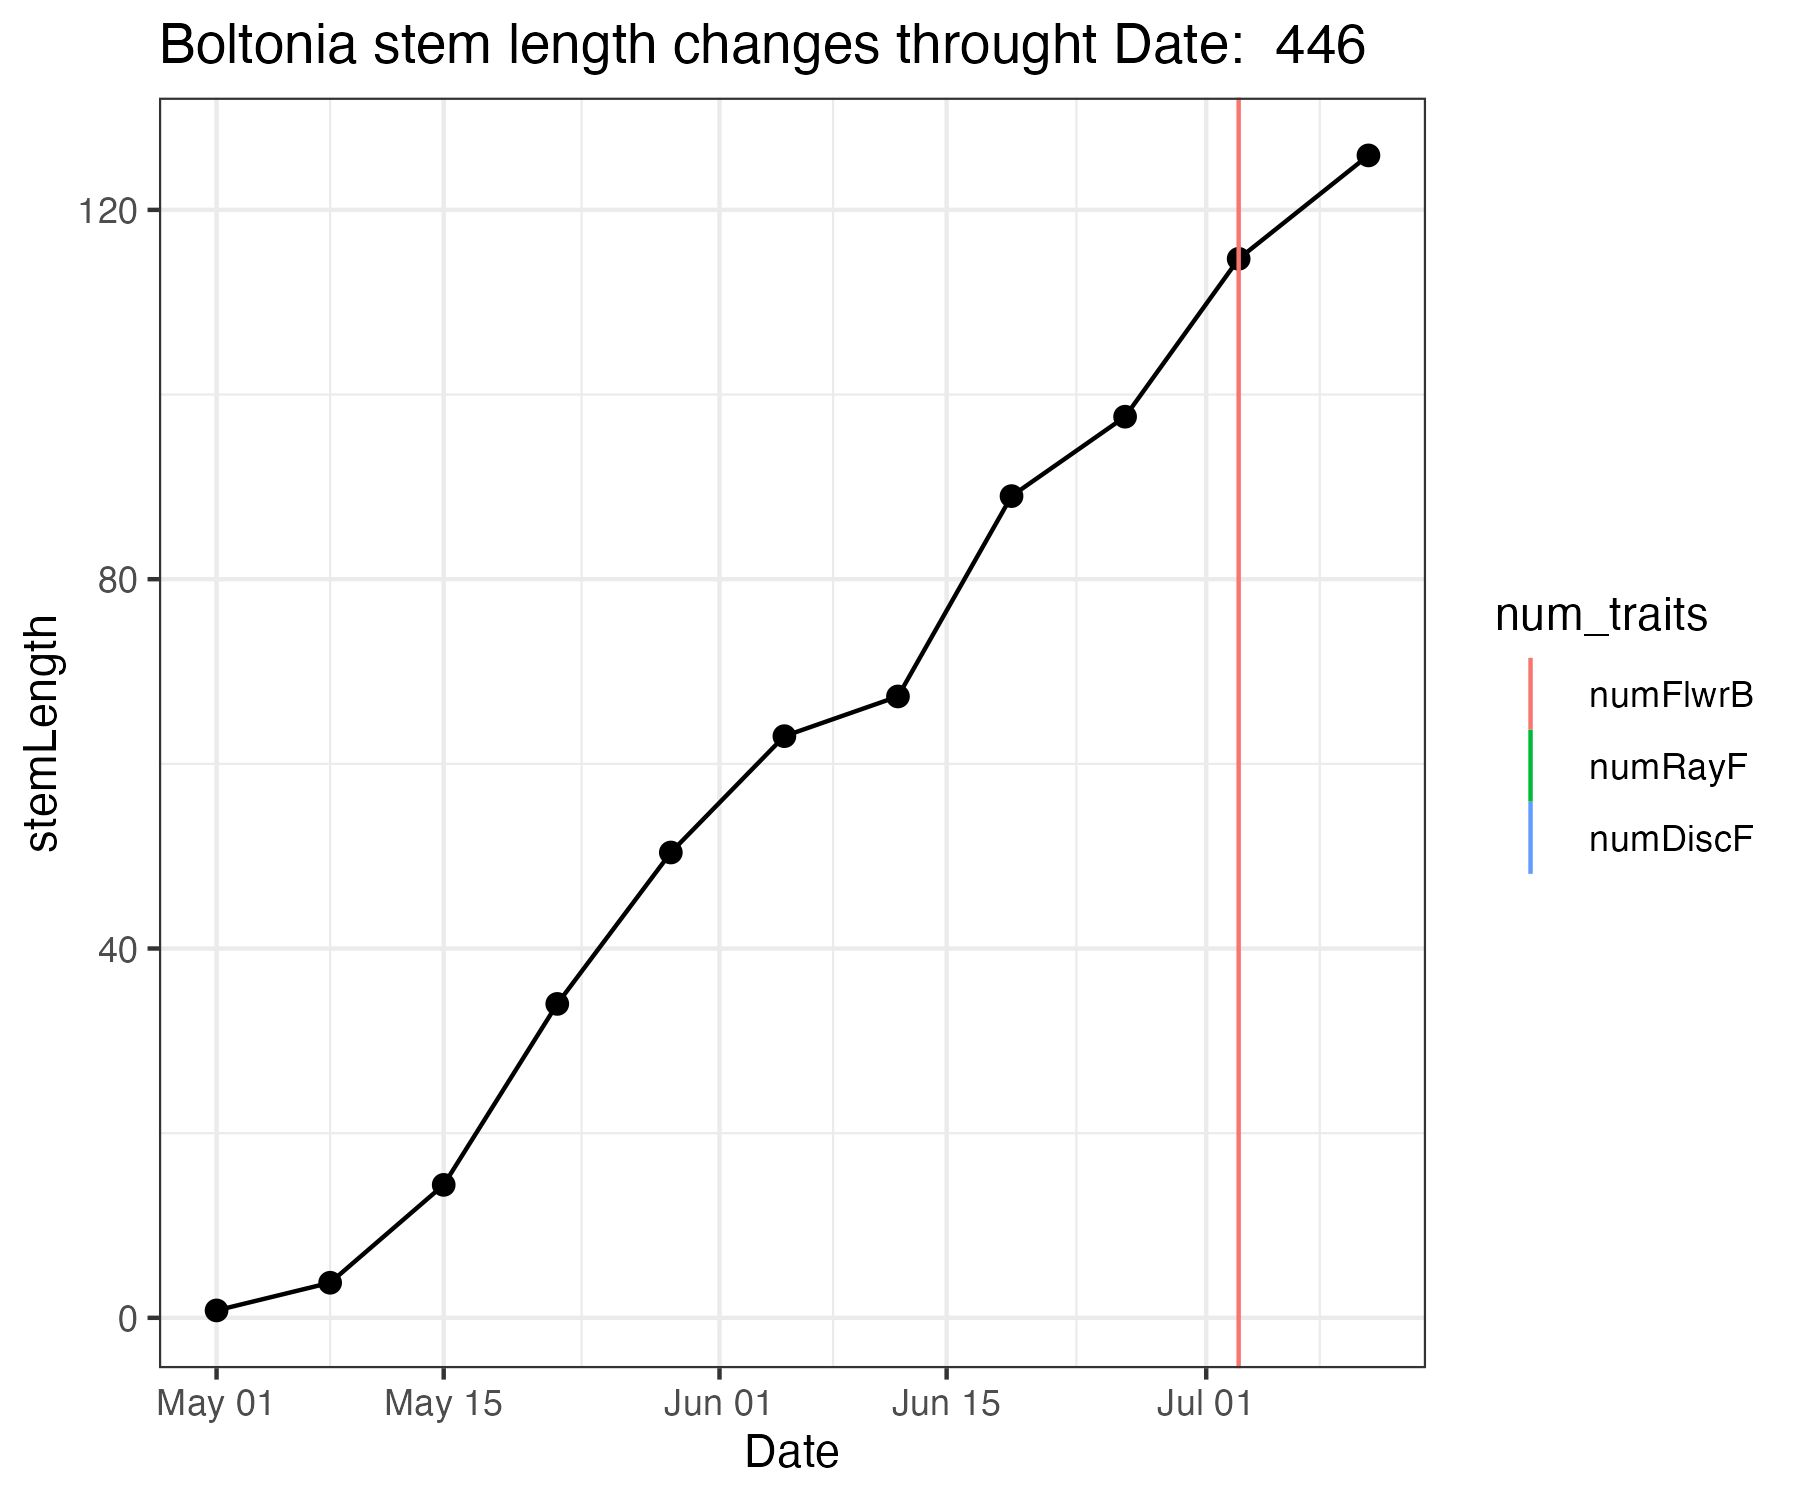 Boltonia stem length changes throught Date:  446
120
80
40
0
stemLength
May 01
May 15
Jun 01
Jun 15
Jul 01
Date
num_traits
numFlwrB
numRayF
numDiscF